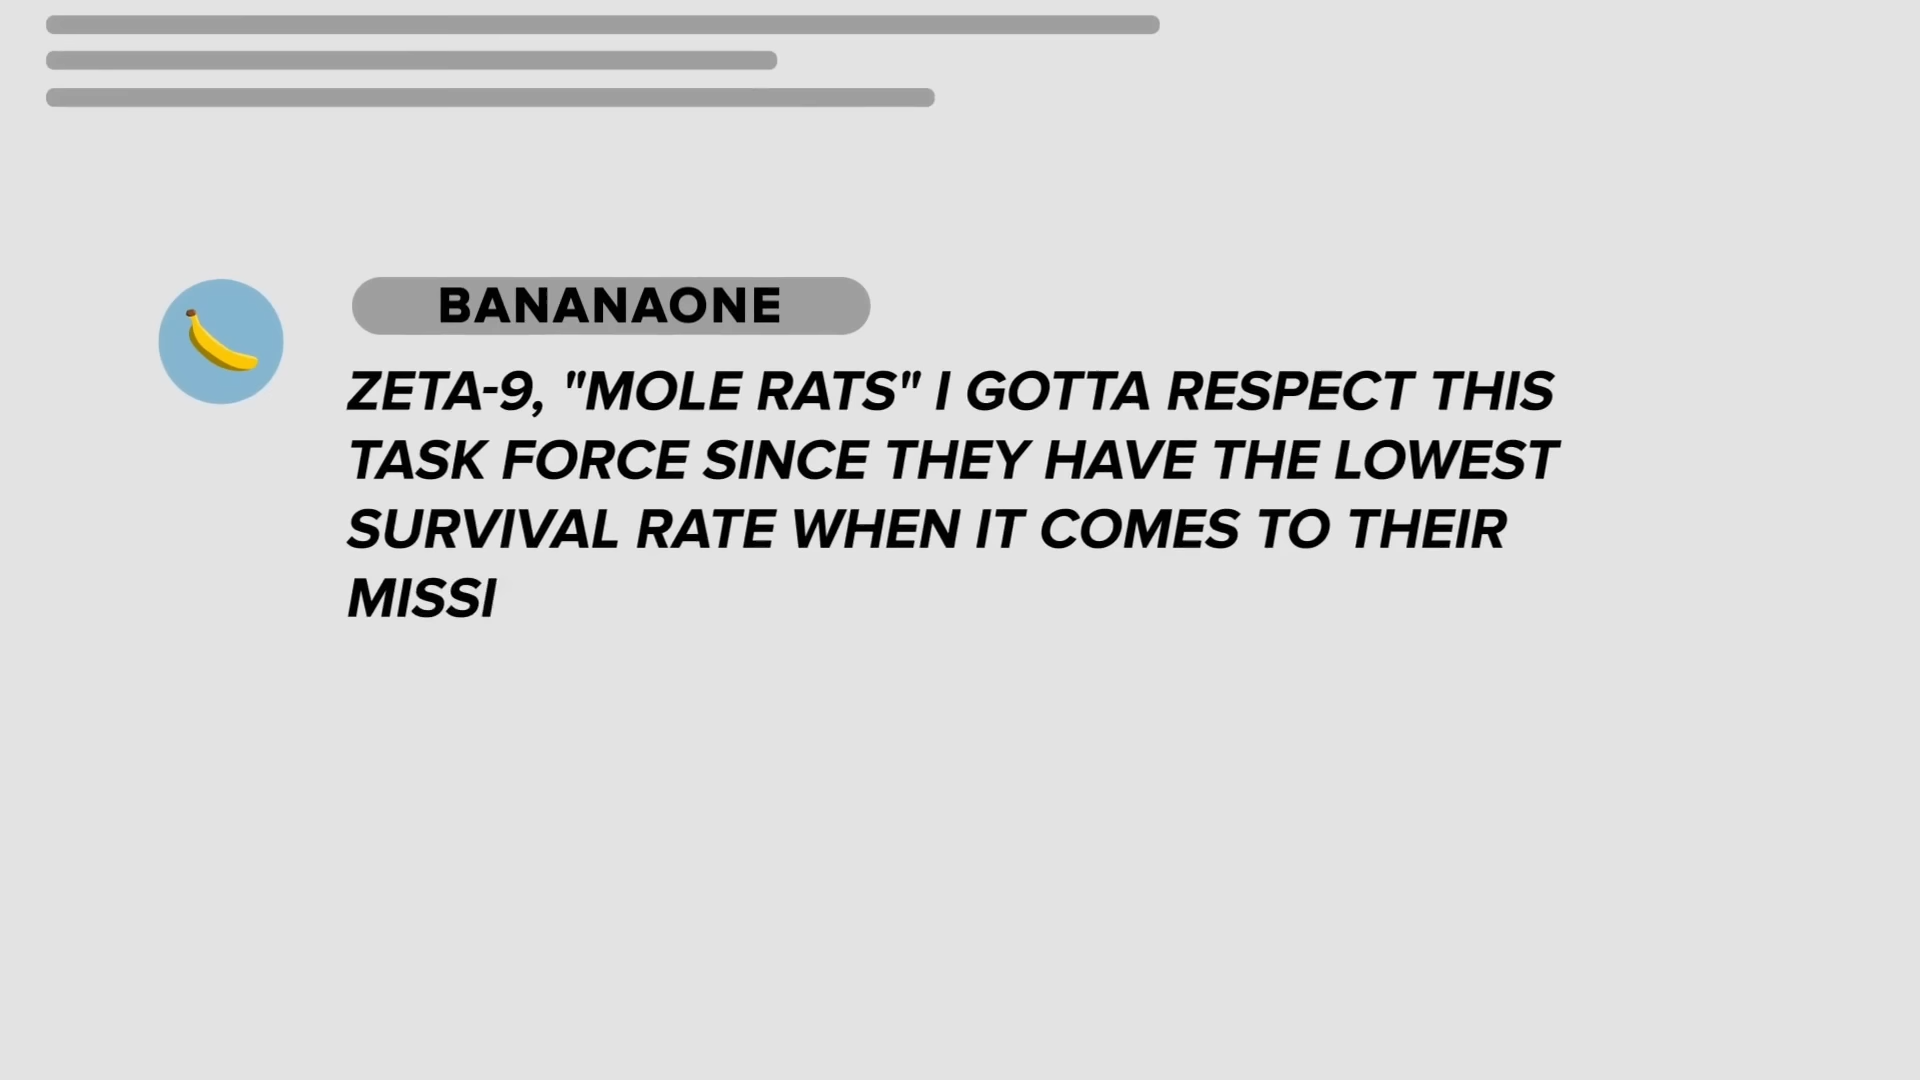 BANANAONE
ZETA-9, "MOLE RATS" I GOTTA RESPECT THIS
TASK FORCE SINCE THEY HAVE THE LOWEST
SURVIVAL RATE WHEN IT COMES TO THEIR
MISSI